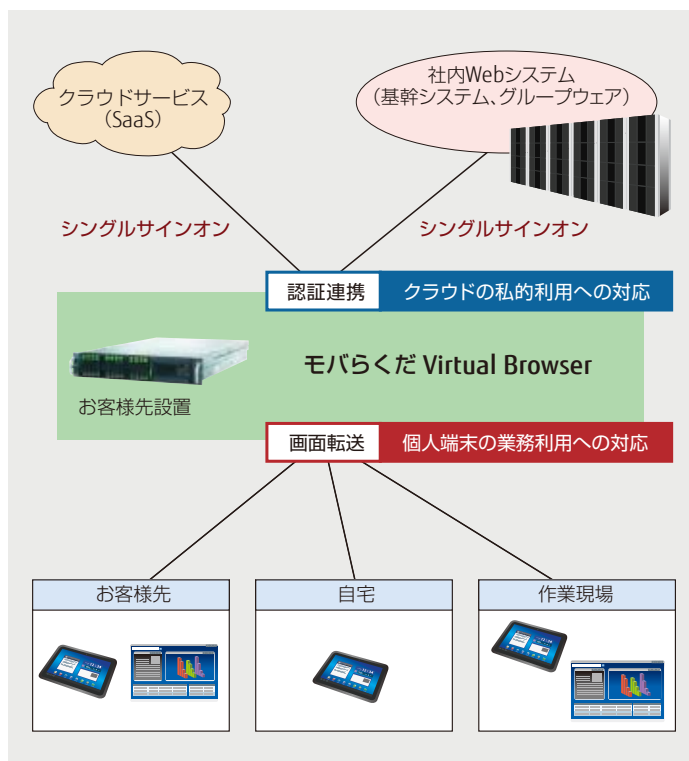 クラウドサービス
（SaaS）
社内Webシステム
（基幹システム、グループウェア）
シングルサインオン
シングルサインオン
認証連携
クラウドの私的利用への対応
モバらくだ Virtual Browser
お客様先設置
画面転送
個人端末の業務利用への対応
お客様先
自宅
作業現場